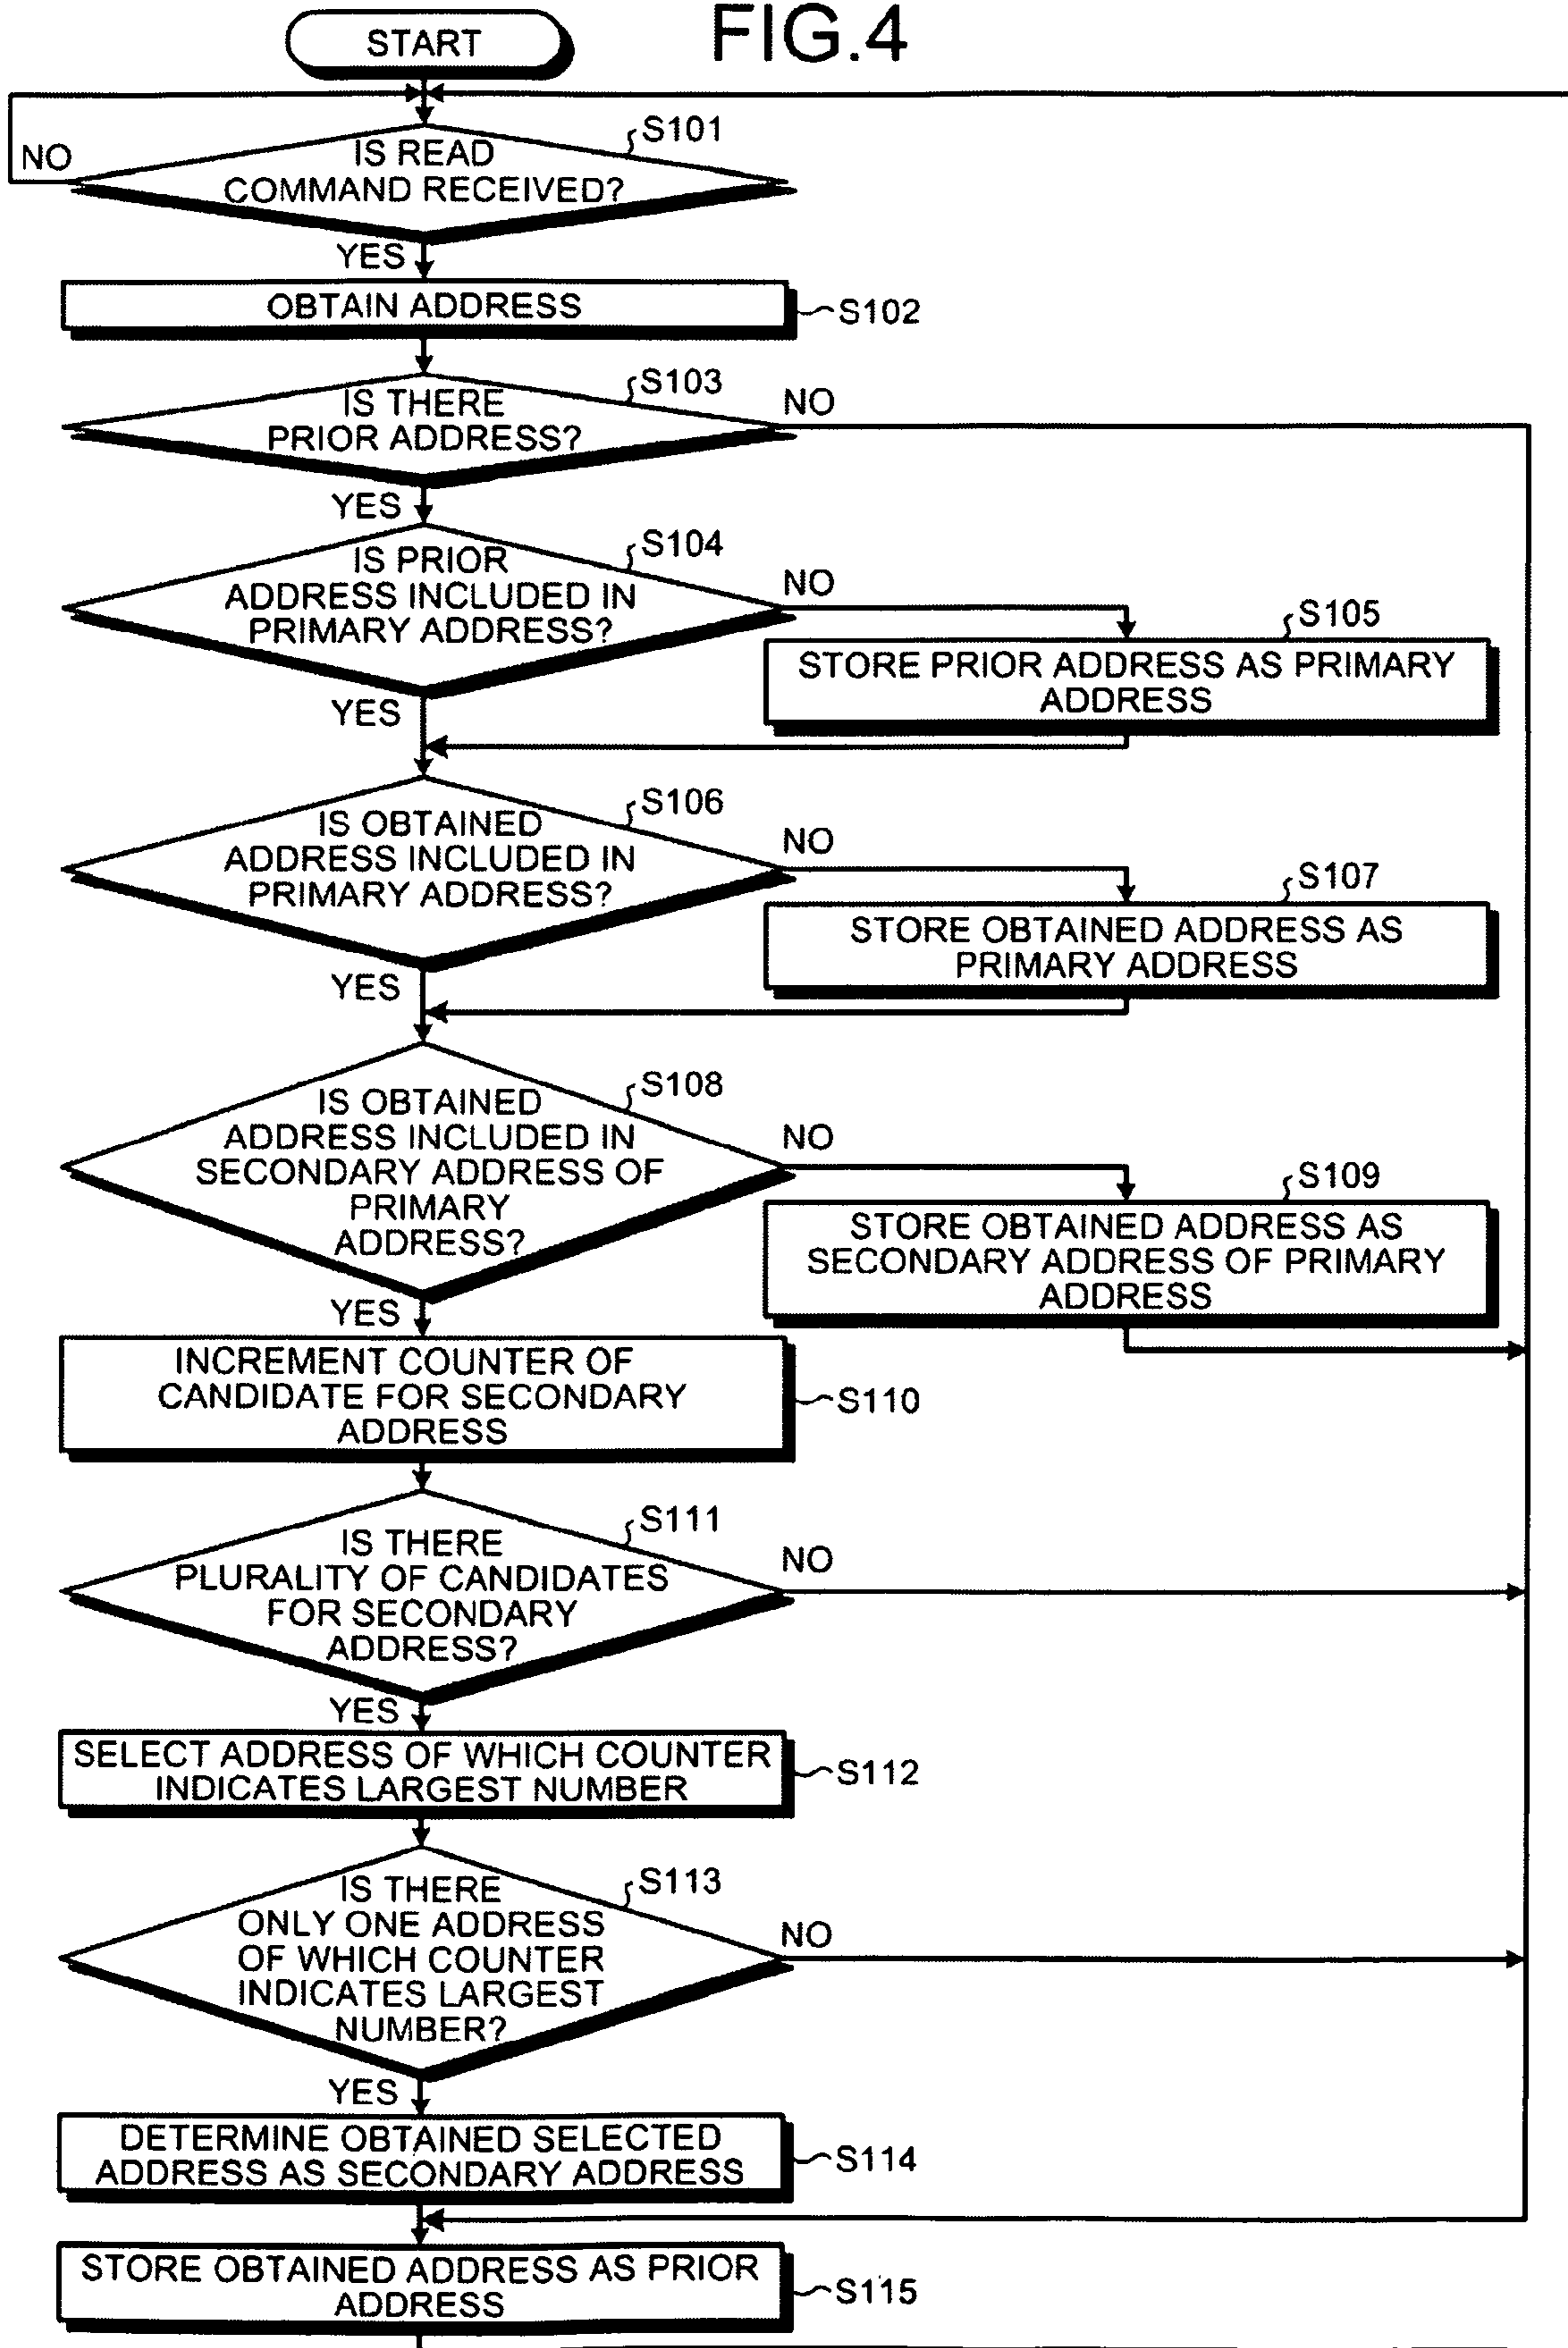 FIG.4
START
S101
IS READ
COMMAND RECEIVED?
NO
YES
OBTAIN ADDRESS
S102
S103
IS THERE
PRIOR ADDRESS?
NO
YES
S104
IS PRIOR
ADDRESS INCLUDED IN
PRIMARY ADDRESS?
NO
YES
S105
STORE PRIOR ADDRESS AS PRIMARY
ADDRESS
S106
IS OBTAINED
ADDRESS INCLUDED IN
PRIMARY ADDRESS?
NO
YES
S107
STORE OBTAINED ADDRESS AS
PRIMARY ADDRESS
S108
IS OBTAINED
ADDRESS INCLUDED IN
SECONDARY ADDRESS OF
PRIMARY
ADDRESS?
NO
YES
S109
STORE OBTAINED ADDRESS AS
SECONDARY ADDRESS OF PRIMARY
ADDRESS
INCREMENT COUNTER OF
CANDIDATE FOR SECONDARY
ADDRESS
S110
S111
IS THERE
PLURALITY OF CANDIDATES
FOR SECONDARY
ADDRESS?
NO
YES
SELECT ADDRESS OF WHICH COUNTER
INDICATES LARGEST NUMBER
S112
S113
IS THERE
ONLY ONE ADDRESS
OF WHICH COUNTER
INDICATES LARGEST
NUMBER?
NO
YES
DETERMINE OBTAINED SELECTED
ADDRESS AS SECONDARY ADDRESS
S114
STORE OBTAINED ADDRESS AS PRIOR
ADDRESS
S115